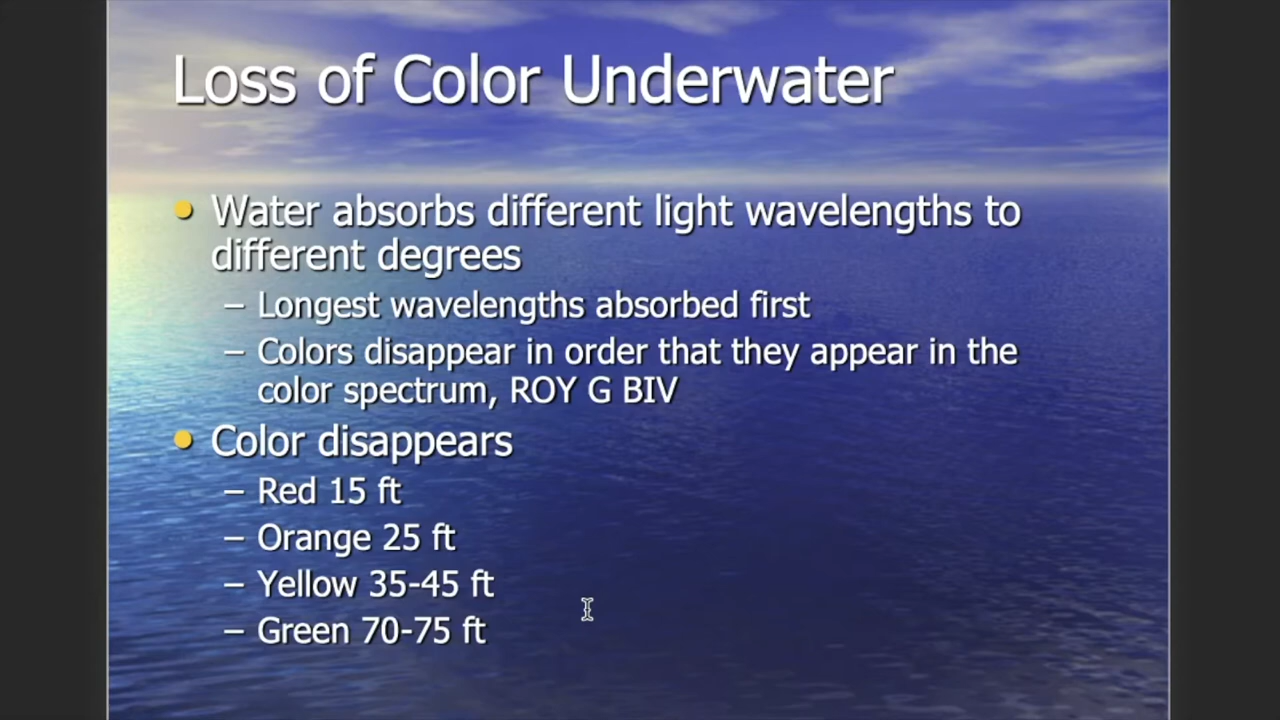 Loss of Color Underwater
• Water absorbs different light wavelengths to
different degrees
– Longest wavelengths absorbed first
– Colors disappear in order that they appear in the
color spectrum, ROY G BIV
• Color disappears
– Red 15 ft
– Orange 25 ft
– Yellow 35-45 ft
– Green 70-75 ft